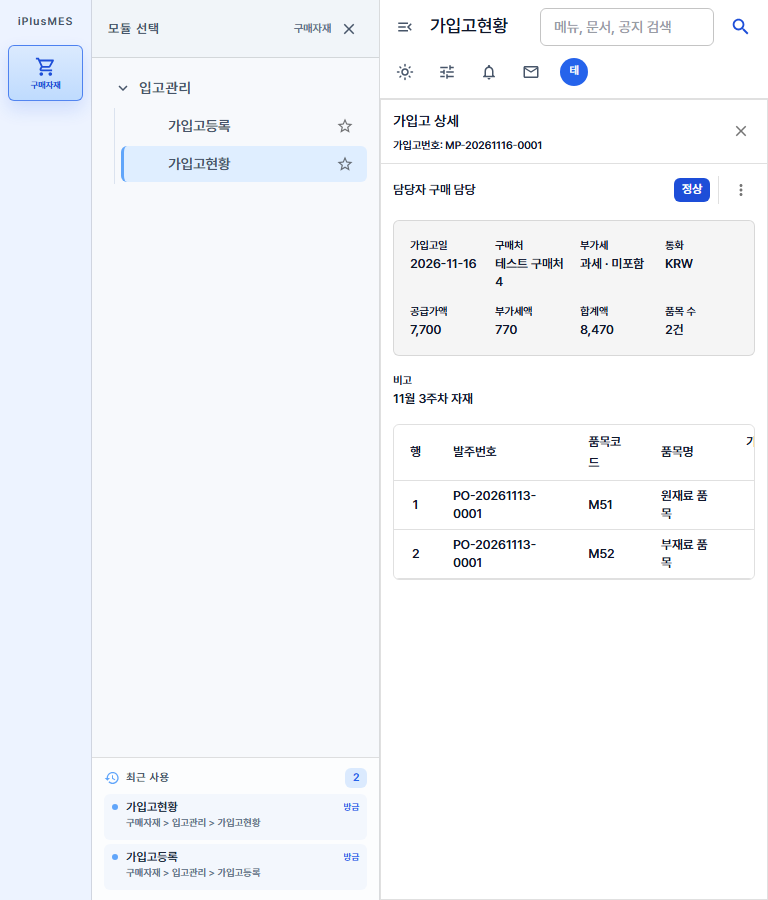 iPlusMES
구매자재
모듈 선택
구매자재
입고관리
가입고등록
가입고현황
최근 사용
2
가입고현황
방금
구매자재 > 입고관리 > 가입고현황
가입고등록
방금
구매자재 > 입고관리 > 가입고등록
가입고현황
메뉴, 문서, 공지 검색
테
가입고 상세
가입고번호: MP-20261116-0001
담당자 구매 담당
정상
가입고일 구매처 부가세 통화
2026-11-16 테스트 구매처 과세 · 미포함 KRW
4
공급가액 부가세액 합계액 품목 수
7,700 770 8,470 2건
비고
11월 3주차 자재
행 발주번호 품목코 품목명
드
1 PO-20261113- M51 원재료 품
0001 목
2 PO-20261113- M52 부재료 품
0001 목